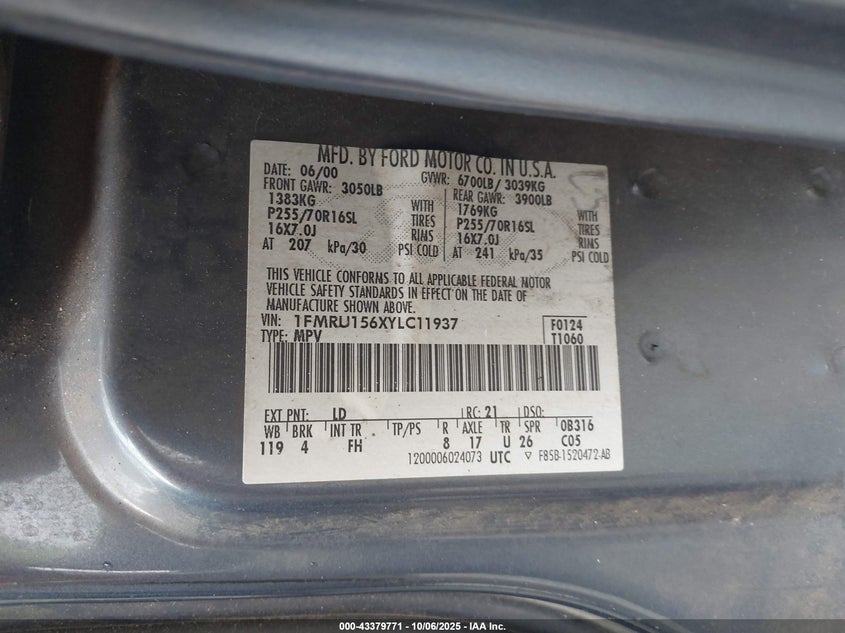 MFD. BY FORD MOTOR CO. IN U.S.A.
DATE: 06/00 GVWR: 6700LB/ 3039KG
FRONT GAWR: 3050LB REAR GAWR: 3900LB
1383KG WITH 1769KG WITH
P255/70R16SL TIRES P255/70R16SL TIRES
16X7.0J RIMS 16X7.0J RIMS
AT 207 kPa/30 PSI COLD AT 241 kPa/35 PSI COLD
THIS VEHICLE CONFORMS TO ALL APPLICABLE FEDERAL MOTOR
VEHICLE SAFETY STANDARDS IN EFFECT ON THE DATE OF
MANUFACTURE SHOWN ABOVE.
VIN: 1FMRU156XYLC11937 F0124
TYPE: MPV T1060
EXT PNT: LD RC: 21 DSO:
WB BRK INT TR TP/PS R AXLE TR SPR 0B316
119 4 FH 8 17 U 26 C05
1200006024073 UTC ▽ F85B-1520472-AB
000-43379771 - 10/06/2025 - IAA Inc.